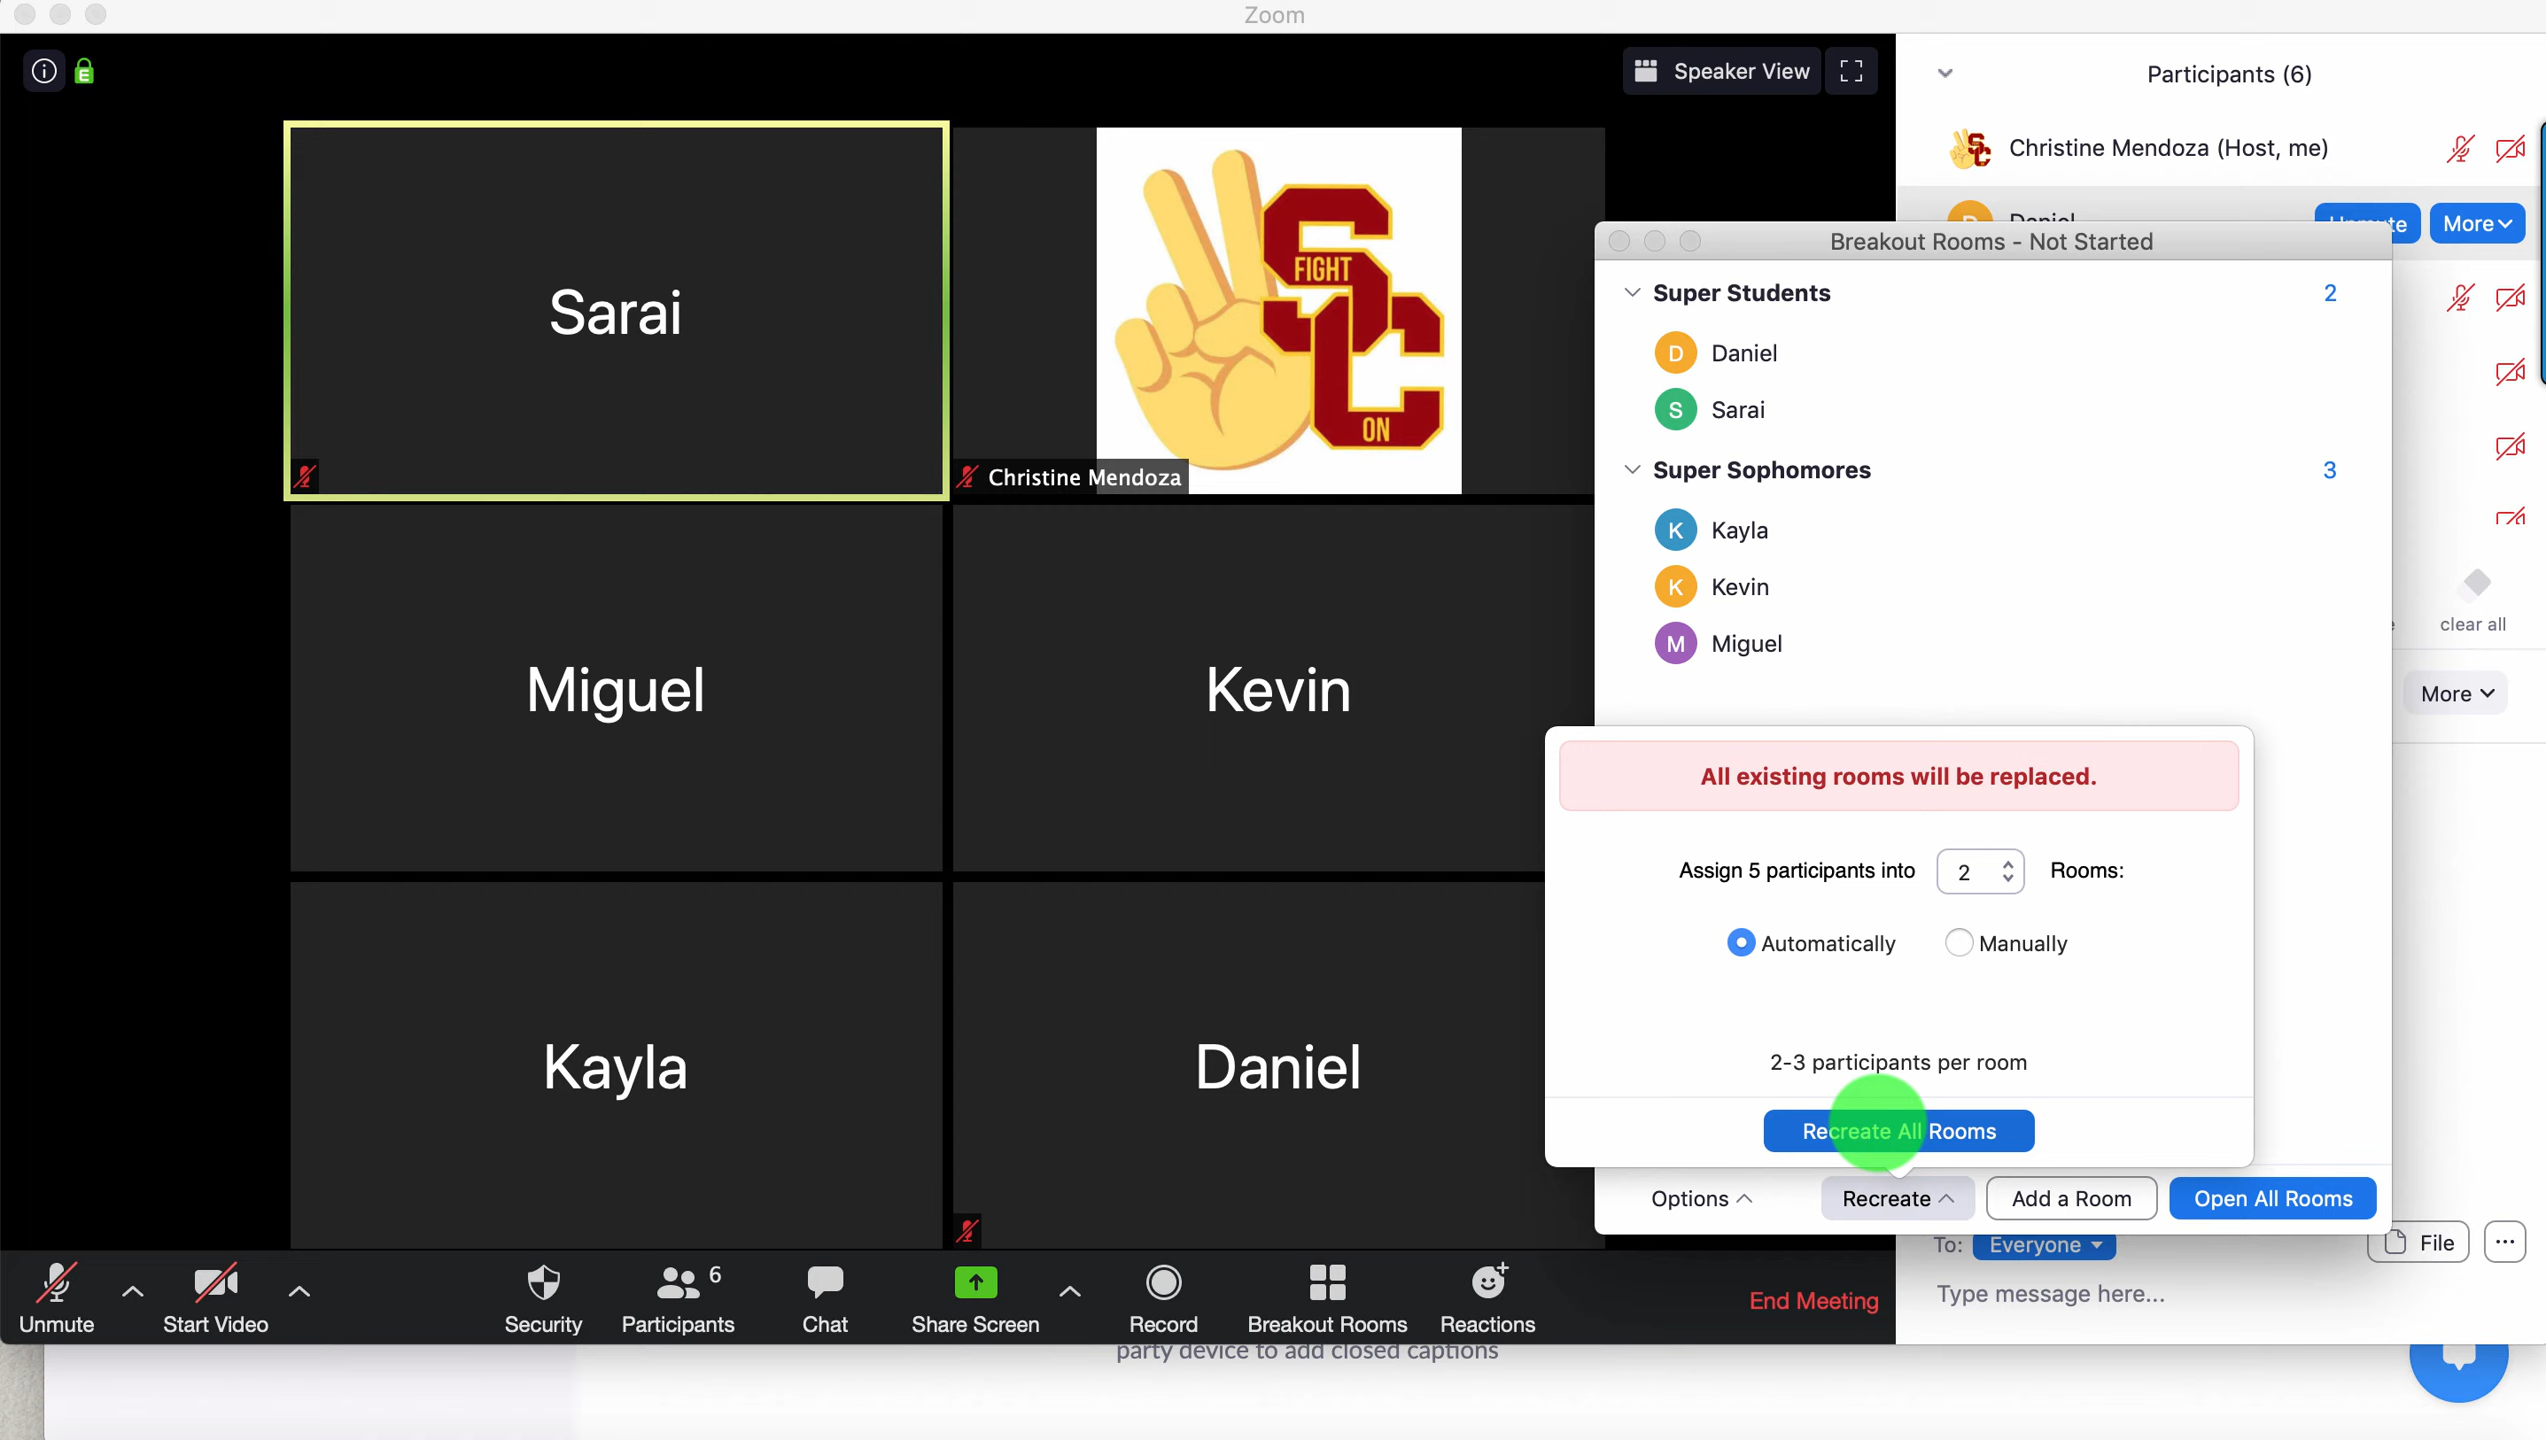 Zoom
E
Speaker View
Participants (6)
Christine Mendoza (Host, me)
Daniel
More
Sarai
FIGHT
SC
ON
Christine Mendoza
Miguel
Kevin
Kayla
Daniel
Breakout Rooms - Not Started
Super Students 2
D Daniel
S Sarai
Super Sophomores 3
K Kayla
K Kevin
M Miguel
clear all
More
All existing rooms will be replaced.
Assign 5 participants into 2 Rooms:
Automatically Manually
2-3 participants per room
Recreate All Rooms
Options Recreate Add a Room Open All Rooms
To: Everyone File ...
Type message here...
Unmute
Start Video
Security
6
Participants
Chat
Share Screen
Record
Breakout Rooms
Reactions
End Meeting
party device to add closed captions